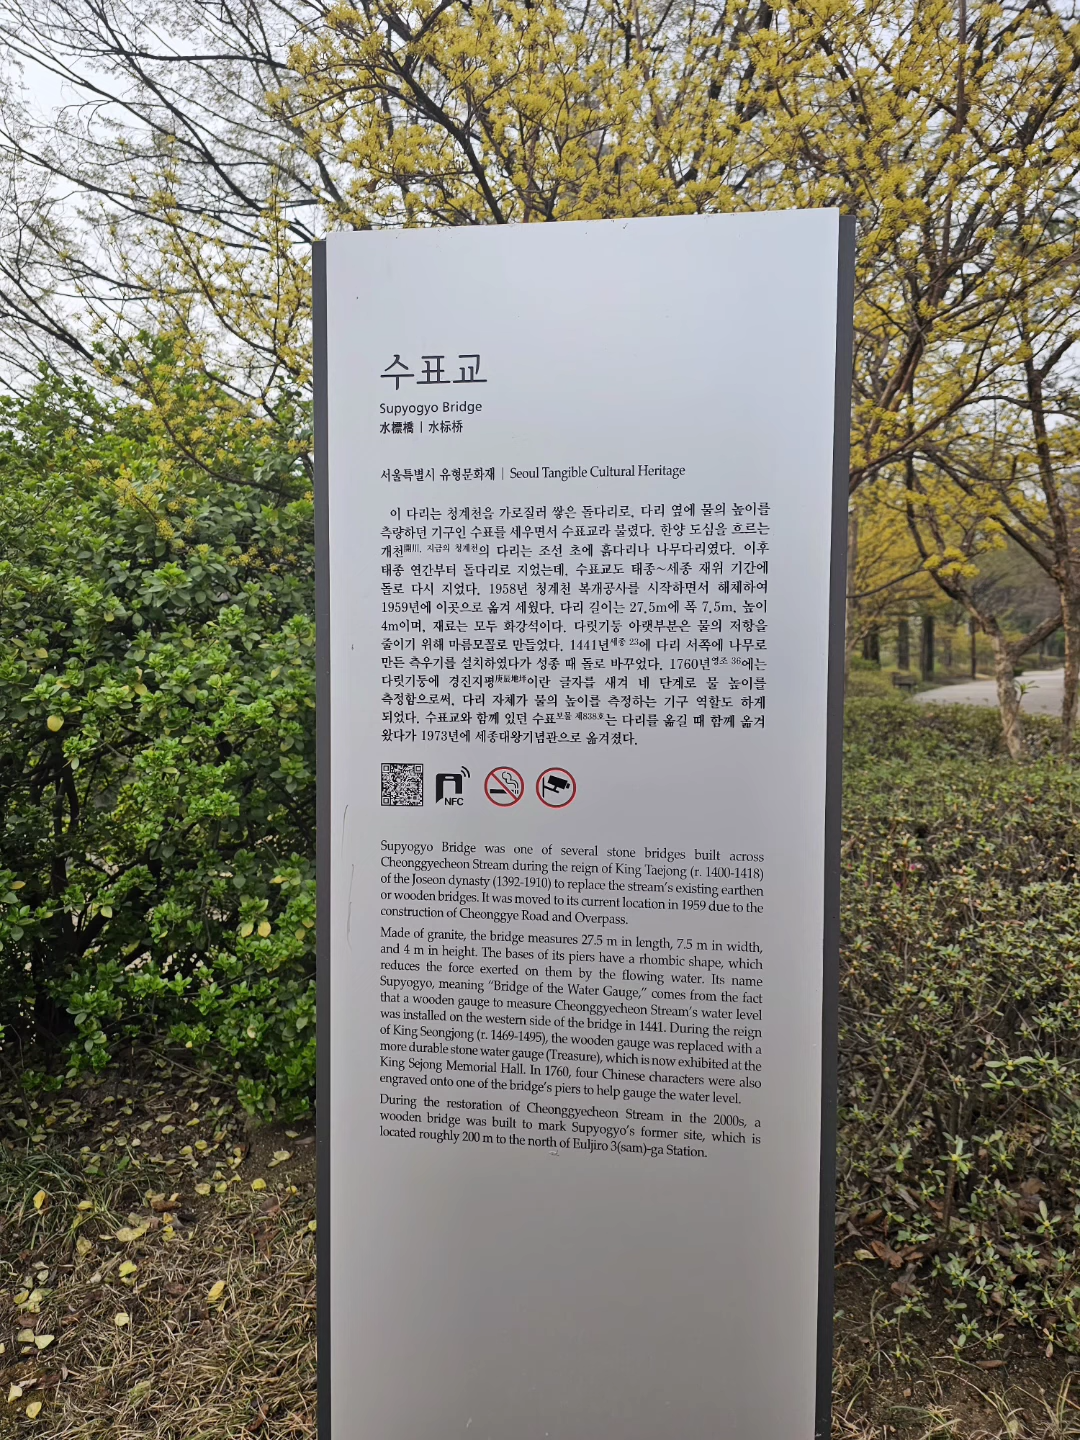 수표교
Supyogyo Bridge
水標橋 | 水标桥
서울특별시 유형문화재 | Seoul Tangible Cultural Heritage
이 다리는 청계천을 가로질러 쌓은 돌다리로, 다리 옆에 물의 높이를
측량하던 기구인 수표를 세우면서 수표교라 불렸다. 한양 도심을 흐르는
개천開川, 지금의 청계천의 다리는 조선 초에 흙다리나 나무다리였다. 이후
태종 연간부터 돌다리로 지었는데, 수표교도 태종~세종 재위 기간에
돌로 다시 지었다. 1958년 청계천 복개공사를 시작하면서 해체하여
1959년에 이곳으로 옮겨 세웠다. 다리 길이는 27.5m에 폭 7.5m, 높이
4m이며, 재료는 모두 화강석이다. 다릿기둥 아랫부분은 물의 저항을
줄이기 위해 마름모꼴로 만들었다. 1441년세종 23에 다리 서쪽에 나무로
만든 측우기를 설치하였다가 성종 때 돌로 바꾸었다. 1760년영조 36에는
다릿기둥에 경진지평庚辰地坪이란 글자를 새겨 네 단계로 물 높이를
측정함으로써, 다리 자체가 물의 높이를 측정하는 기구 역할도 하게
되었다. 수표교와 함께 있던 수표보물 제838호는 다리를 옮길 때 함께 옮겨
왔다가 1973년에 세종대왕기념관으로 옮겨졌다.
NFC
Supyogyo Bridge was one of several stone bridges built across
Cheonggyecheon Stream during the reign of King Taejong (r. 1400-1418)
of the Joseon dynasty (1392-1910) to replace the stream's existing earthen
or wooden bridges. It was moved to its current location in 1959 due to the
construction of Cheonggye Road and Overpass.
Made of granite, the bridge measures 27.5 m in length, 7.5 m in width,
and 4 m in height. The bases of its piers have a rhombic shape, which
reduces the force exerted on them by the flowing water. Its name
Supyogyo, meaning "Bridge of the Water Gauge," comes from the fact
that a wooden gauge to measure Cheonggyecheon Stream's water level
was installed on the western side of the bridge in 1441. During the reign
of King Seongjong (r. 1469-1495), the wooden gauge was replaced with a
more durable stone water gauge (Treasure), which is now exhibited at the
King Sejong Memorial Hall. In 1760, four Chinese characters were also
engraved onto one of the bridge's piers to help gauge the water level.
During the restoration of Cheonggyecheon Stream in the 2000s, a
wooden bridge was built to mark Supyogyo's former site, which is
located roughly 200 m to the north of Euljiro 3(sam)-ga Station.